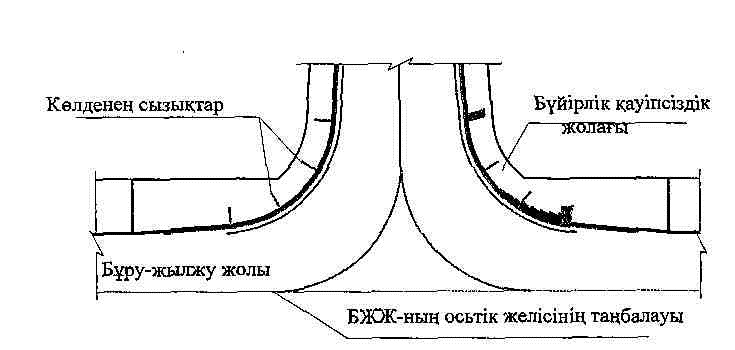 Көлденең сызықтар
Бүйірлік қауіпсіздік
жолағы
Бұру-жылжу жолы
БЖЖ-ның осьтік желісінің таңбалауы